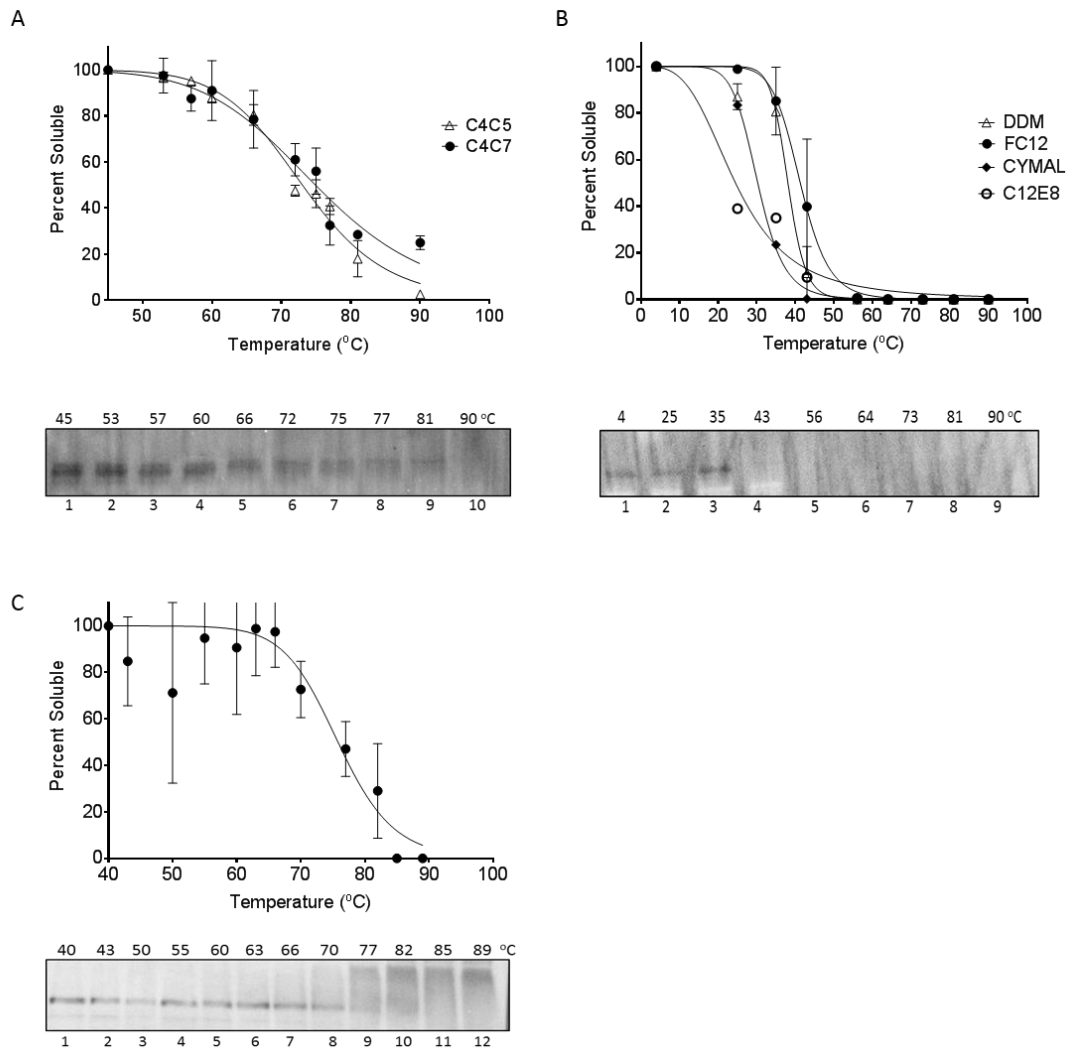 A
Percent Soluble
100
80
60
40
20
0
50 60 70 80 90 100
Temperature (°C)
C4C5
C4C7
45 53 57 60 66 72 75 77 81 90 °C
1 2 3 4 5 6 7 8 9 10
B
Percent Soluble
100
80
60
40
20
0
0 10 20 30 40 50 60 70 80 90 100
Temperature (°C)
DDM
FC12
CYMAL
C12E8
4 25 35 43 56 64 73 81 90 °C
1 2 3 4 5 6 7 8 9
C
Percent Soluble
100
80
60
40
20
0
40 50 60 70 80 90 100
Temperature (°C)
40 43 50 55 60 63 66 70 77 82 85 89 °C
1 2 3 4 5 6 7 8 9 10 11 12